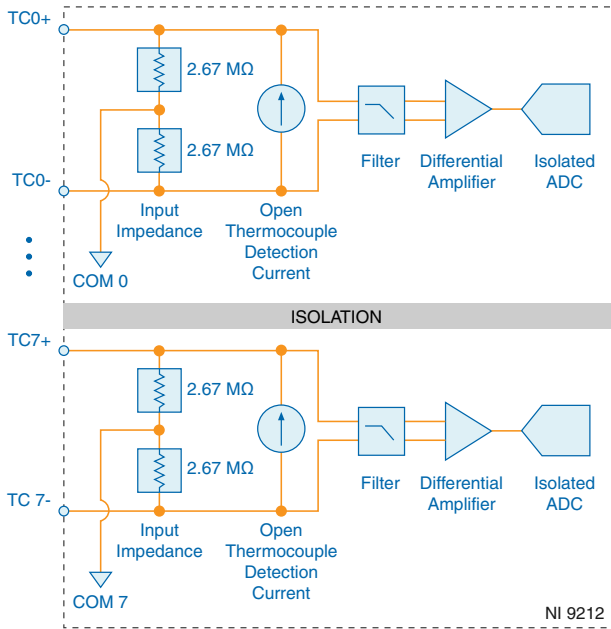 TC0+
2.67 MΩ
2.67 MΩ
TC0-
Filter
Differential
Amplifier
Isolated
ADC
Input
Impedance
Open
Thermocouple
Detection
Current
COM 0
ISOLATION
TC7+
2.67 MΩ
2.67 MΩ
TC 7-
Filter
Differential
Amplifier
Isolated
ADC
Input
Impedance
Open
Thermocouple
Detection
Current
COM 7
NI 9212